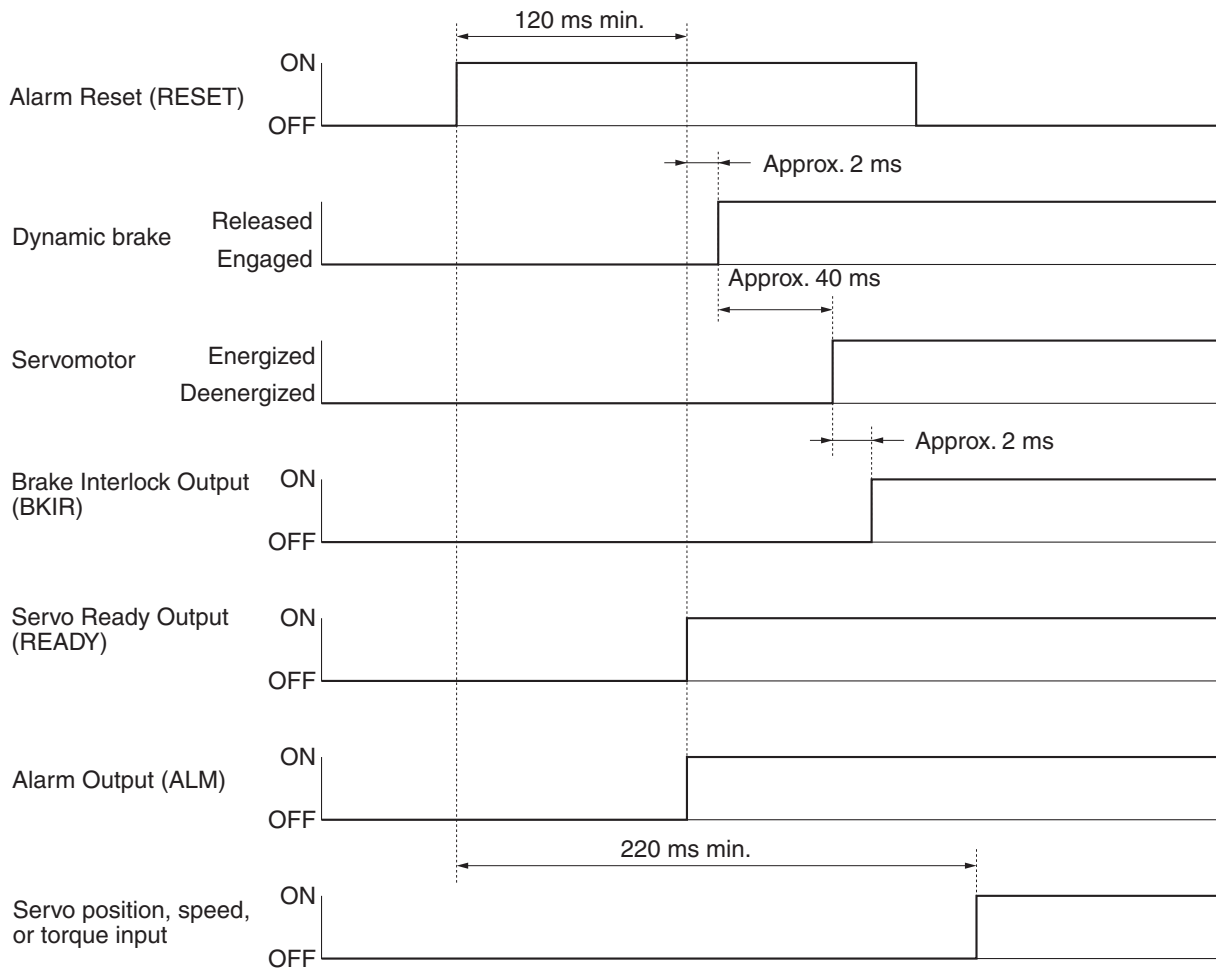 120 ms min.
ON
Alarm Reset (RESET)
OFF
Approx. 2 ms
Released
Dynamic brake
Engaged
Approx. 40 ms
Energized
Servomotor
Deenergized
Approx. 2 ms
Brake Interlock Output
(BKIR)
ON
OFF
Servo Ready Output
(READY)
ON
OFF
ON
Alarm Output (ALM)
OFF
220 ms min.
ON
Servo position, speed,
or torque input
OFF